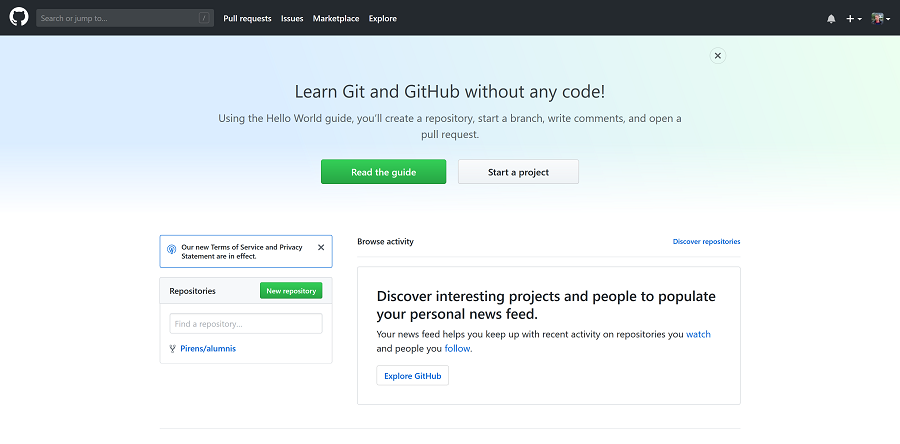 Search or jump to...
/
Pull requests
Issues
Marketplace
Explore
Learn Git and GitHub without any code!
Using the Hello World guide, you'll create a repository, start a branch, write comments, and open a
pull request.
Read the guide
Start a project
Our new Terms of Service and Privacy
Statement are in effect.
Repositories
New repository
Find a repository...
Pirens/alumnis
Browse activity
Discover repositories
Discover interesting projects and people to populate
your personal news feed.
Your news feed helps you keep up with recent activity on repositories you watch
and people you follow.
Explore GitHub